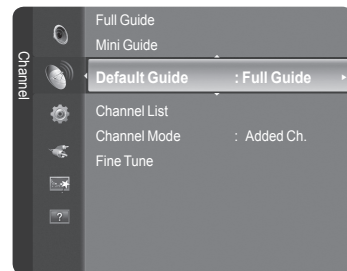 Channel
Full Guide
Mini Guide
Default Guide : Full Guide
Channel List
Channel Mode : Added Ch.
Fine Tune
?